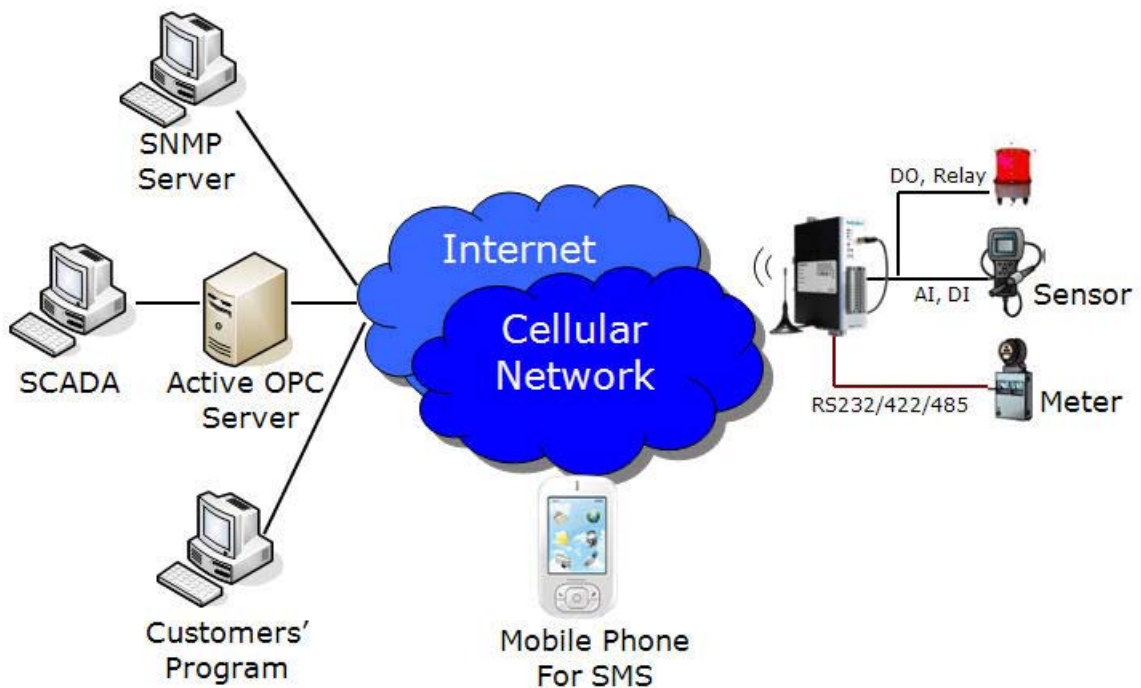 SNMP
Server
Internet
Cellular
Network
SCADA
Active OPC
Server
Customers’
Program
Mobile Phone
For SMS
DO, Relay
AI, DI
Sensor
RS232/422/485
Meter